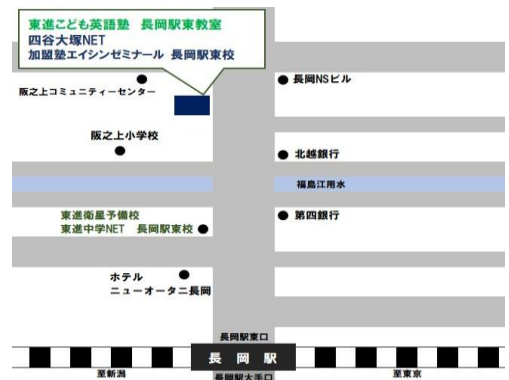 東進こども英語塾 長岡駅東教室
四谷大塚NET
加盟塾エイシンゼミナール 長岡駅東校
阪之上コミュニティーセンター
長岡NSビル
阪之上小学校
北越銀行
福島江用水
東進衛星予備校
東進中学NET 長岡駅東校
第四銀行
ホテル
ニューオータニ長岡
長岡駅東口
長岡駅
至新潟
至東京
長岡駅大手口